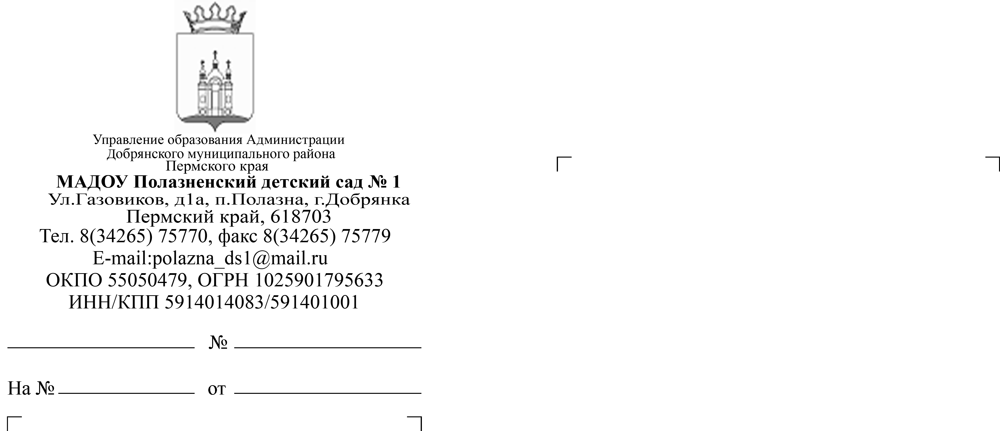 Управление образования Администрации
Добрянского муниципального района
Пермского края
МАДОУ Полазненский детский сад № 1
Ул.Газовиков, д1а, п.Полазна, г.Добрянка
Пермский край, 618703
Тел. 8(34265) 75770, факс 8(34265) 75779
E-mail:polazna_ds1@mail.ru
ОКПО 55050479, ОГРН 1025901795633
ИНН/КПП 5914014083/591401001
№
На № от